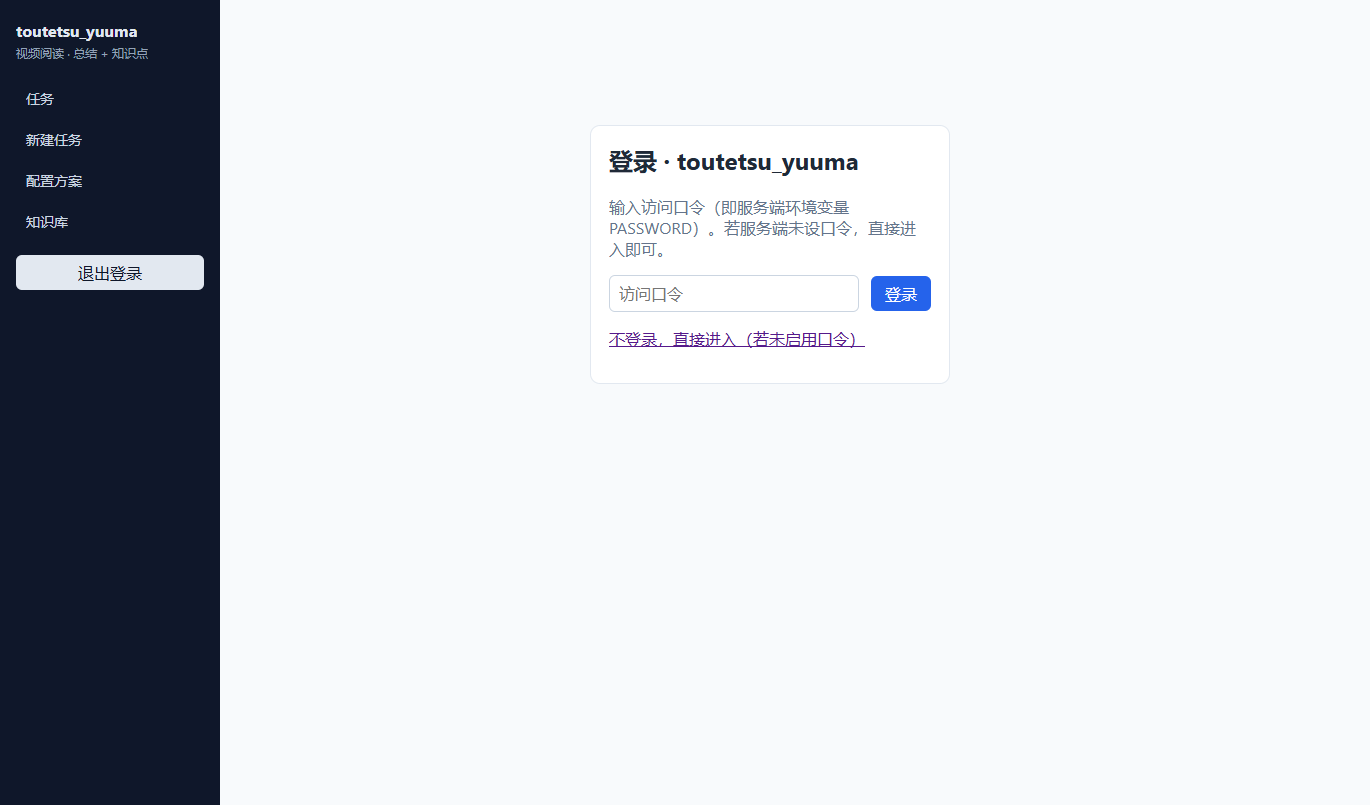 toutetsu_yuuma
视频阅读 · 总结 + 知识点
任务
新建任务
配置方案
知识库
退出登录
登录 · toutetsu_yuuma
输入访问口令（即服务端环境变量
PASSWORD）。若服务端未设口令，直接进
入即可。
访问口令
登录
不登录，直接进入（若未启用口令）